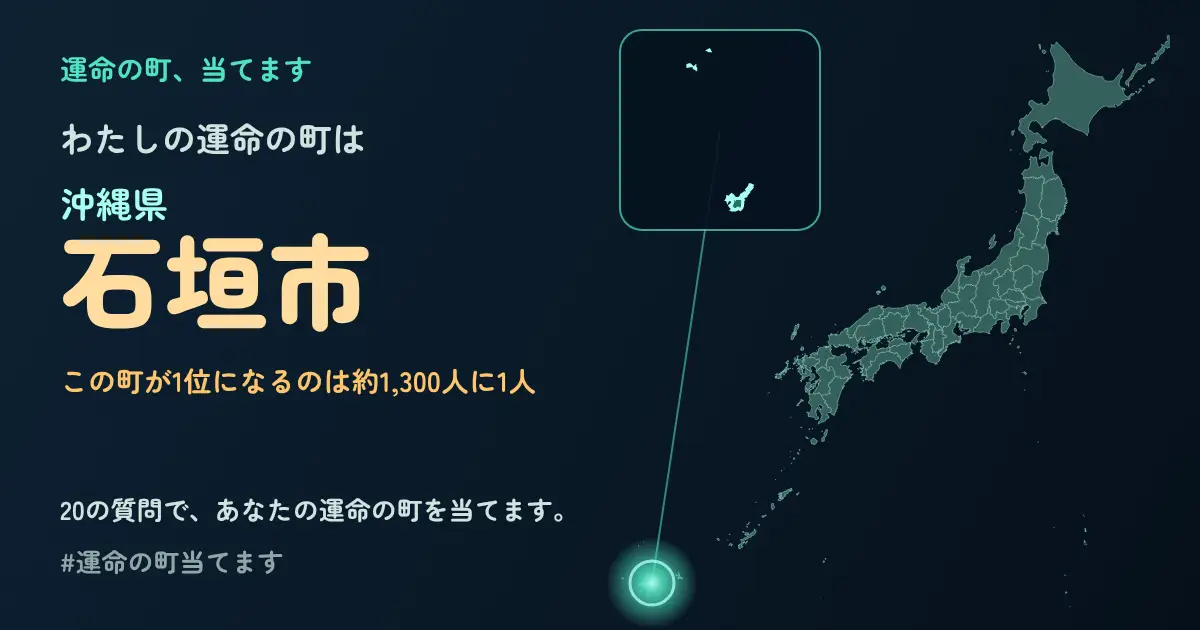 運命の町、当てます
わたしの運命の町は
沖縄県
石垣市
この町が1位になるのは約1,300人に1人
20の質問で、あなたの運命の町を当てます。
#運命の町当てます